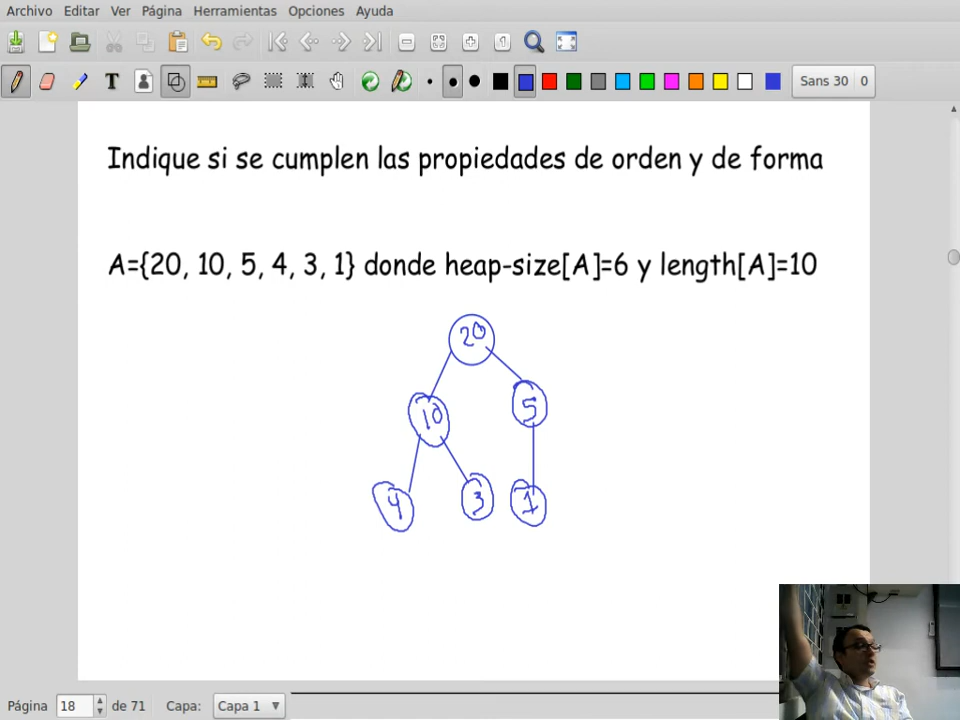 Archivo Editar Ver Página Herramientas Opciones Ayuda
T Sans 30 0
Indique si se cumplen las propiedades de orden y de forma
A={20, 10, 5, 4, 3, 1} donde heap-size[A]=6 y length[A]=10
20
10 5
4 3 1
Página 18 de 71 Capa: Capa 1